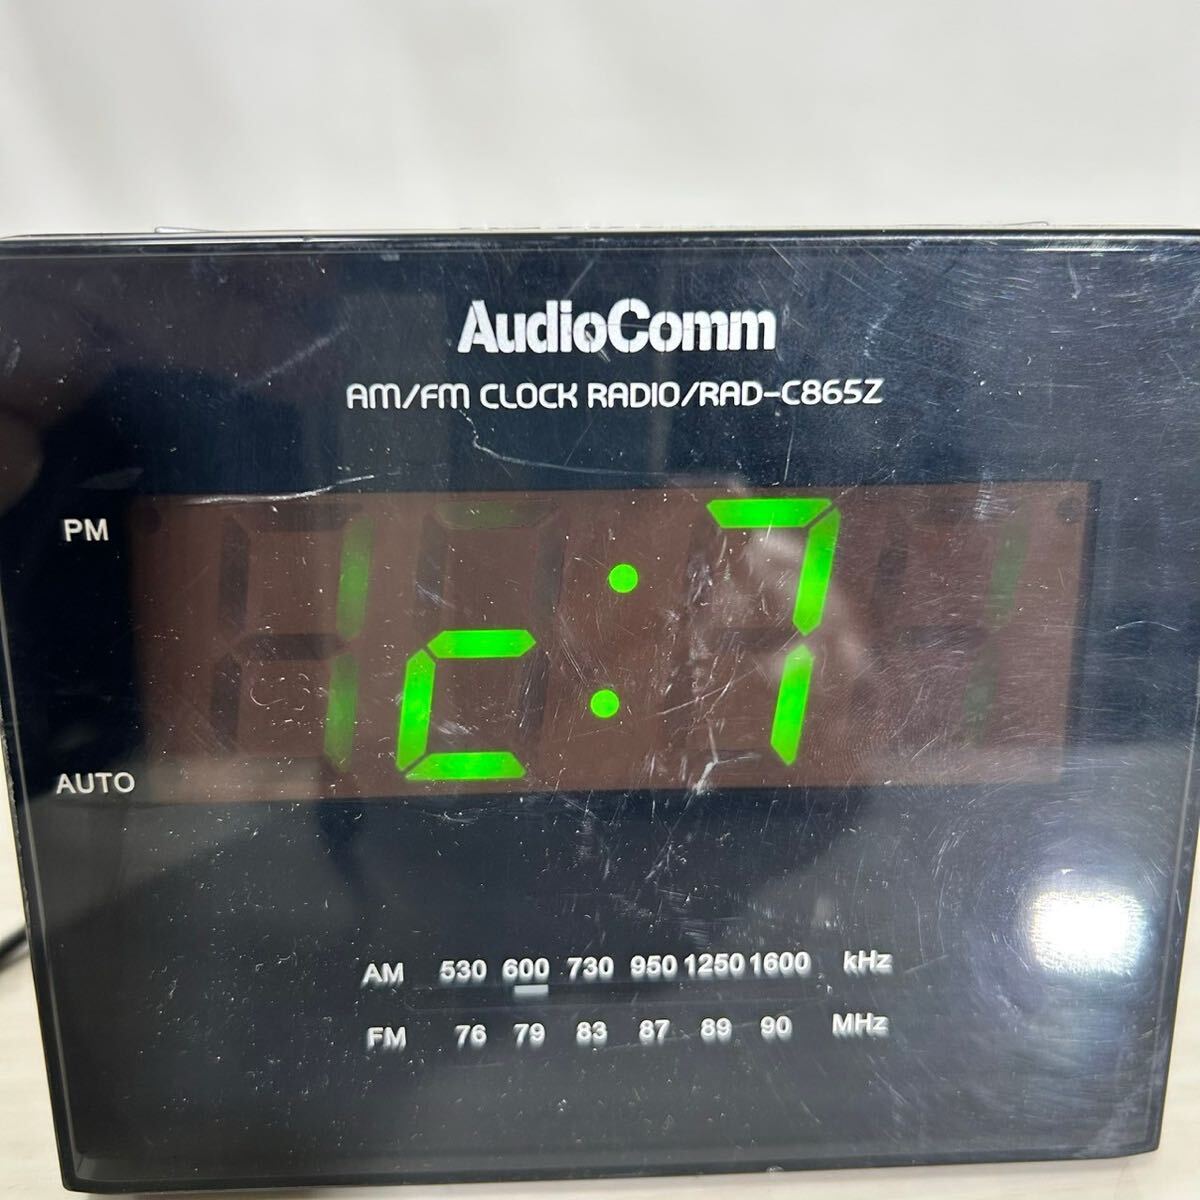 AudioComm
AM/FM CLOCK RADIO/RAD-C865Z
PM
AUTO
AM 530 600 730 950 1250 1600 kHz
FM 76 79 83 87 89 90 MHz